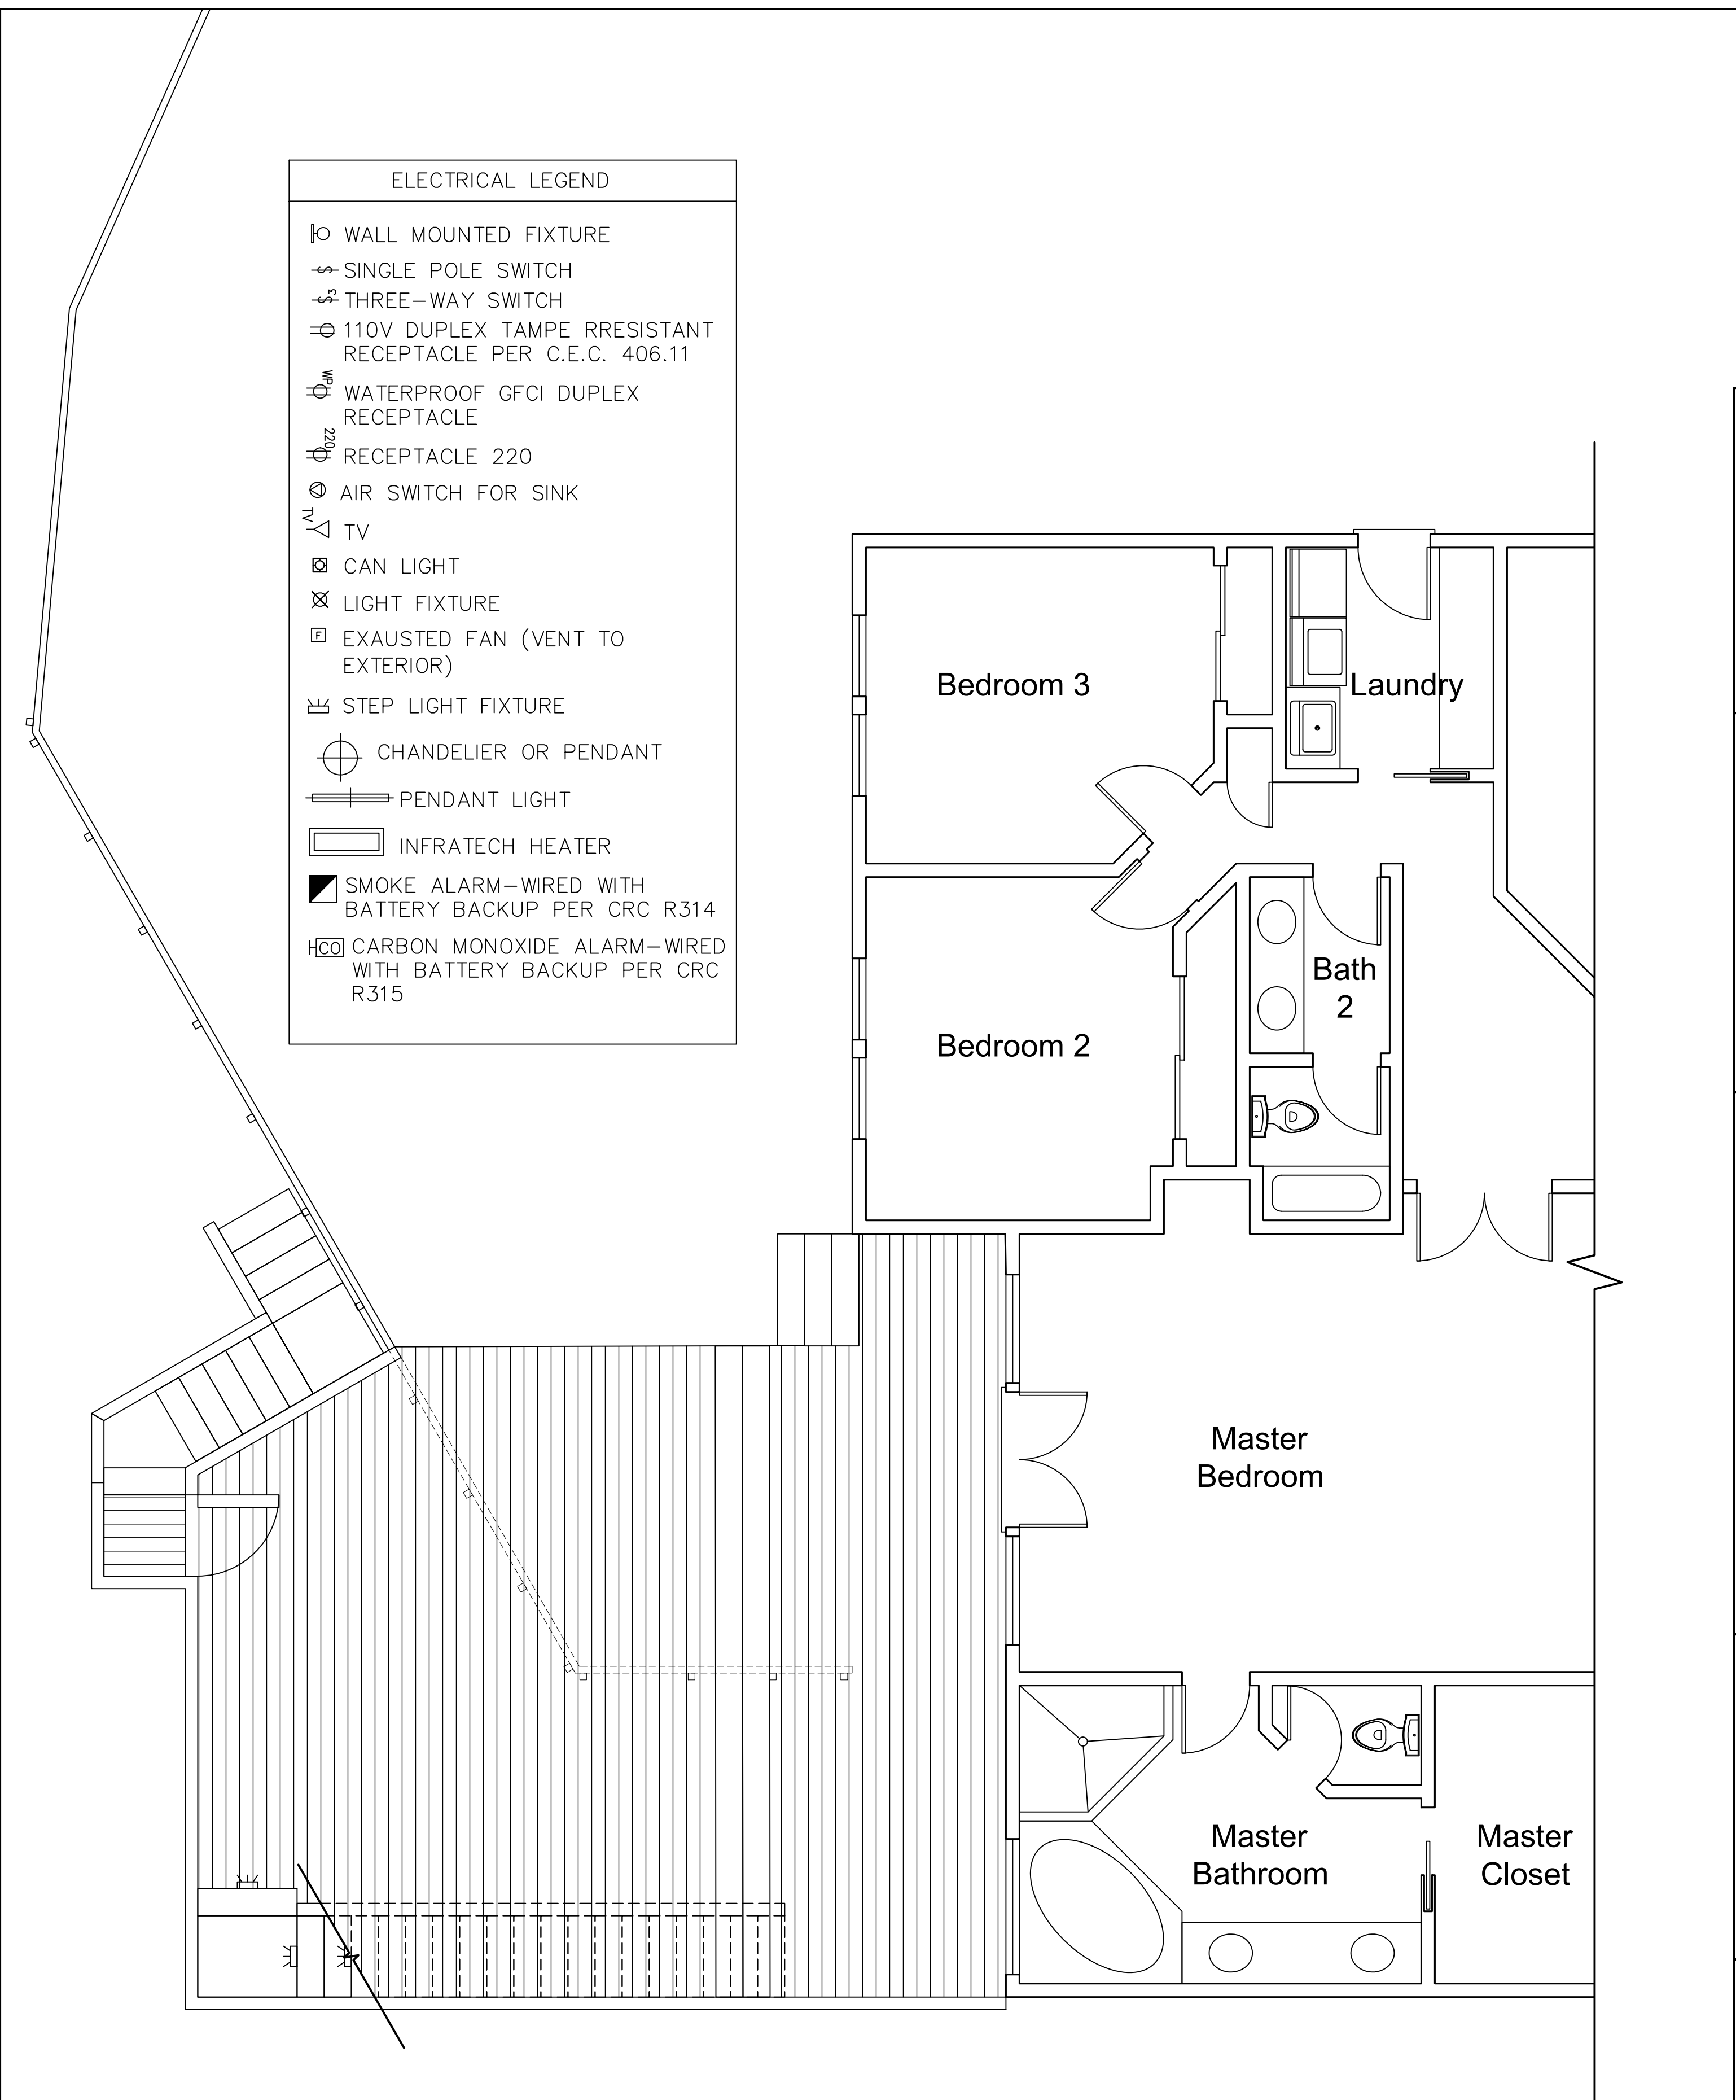 ELECTRICAL LEGEND
WALL MOUNTED FIXTURE
S SINGLE POLE SWITCH
S3 THREE-WAY SWITCH
110V DUPLEX TAMPE RRESISTANT
RECEPTACLE PER C.E.C. 406.11
WP
WATERPROOF GFCI DUPLEX
RECEPTACLE
220
RECEPTACLE 220
AIR SWITCH FOR SINK
TV
TV
CAN LIGHT
LIGHT FIXTURE
F EXAUSTED FAN (VENT TO
EXTERIOR)
STEP LIGHT FIXTURE
CHANDELIER OR PENDANT
PENDANT LIGHT
INFRATECH HEATER
SMOKE ALARM-WIRED WITH
BATTERY BACKUP PER CRC R314
CO CARBON MONOXIDE ALARM-WIRED
WITH BATTERY BACKUP PER CRC
R315
Bedroom 3
Laundry
Bath
2
Bedroom 2
Master
Bedroom
Master
Bathroom
Master
Closet